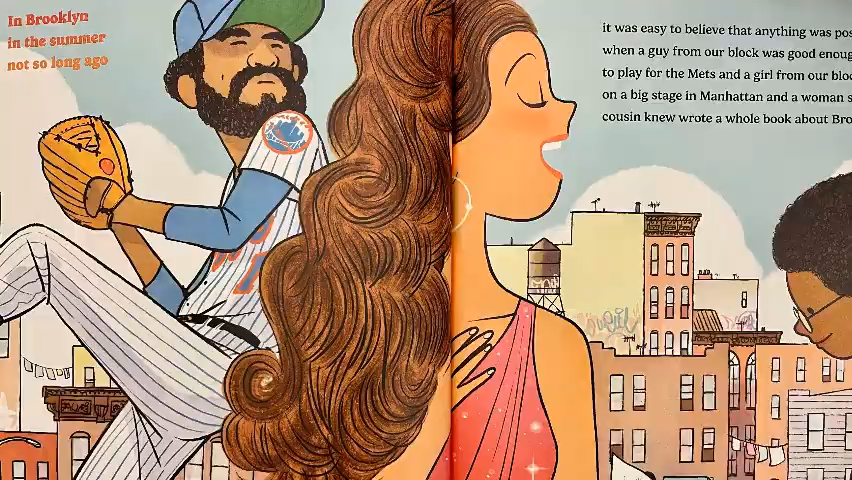 In Brooklyn
in the summer
not so long ago
it was easy to believe that anything was
when a guy from our block was good
to play for the Mets and a girl from our
on a big stage in Manhattan and a woman
cousin knew wrote a whole book about